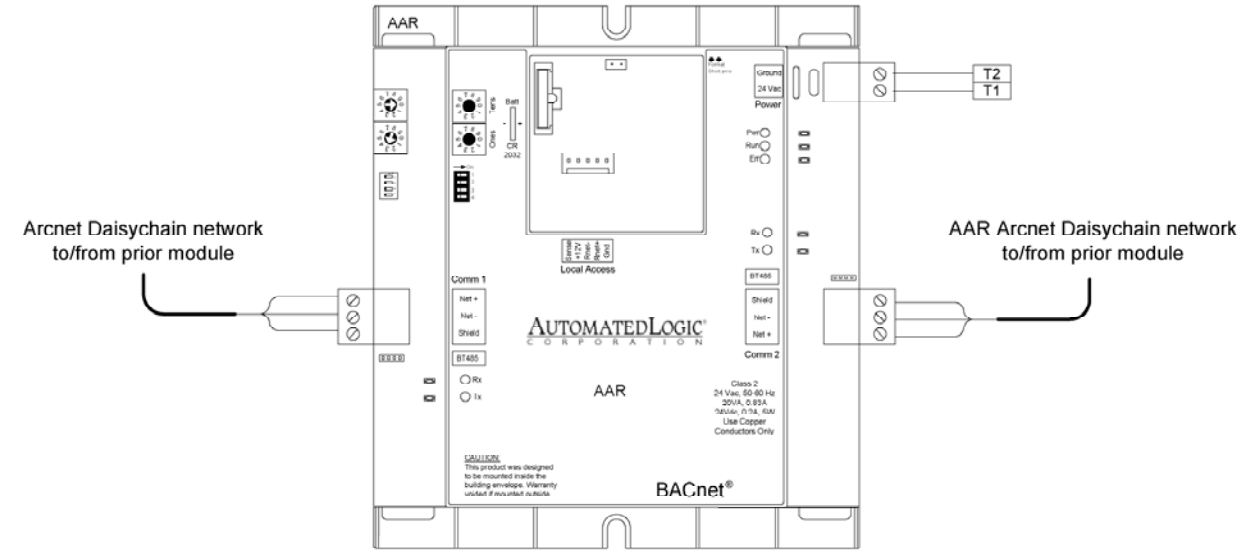 AAR
Ground
24 Vac
Power
T2
T1
Tens
Ones
Batt
- +
CR
2032
Pwr
Run
Err
Arcnet Daisychain network
to/from prior module
AAR Arcnet Daisychain network
to/from prior module
Rx
Tx
Sense
+12V
Rnet-
Rnet+
Gnd
Local Access
BT485
Comm 1
Net +
Net -
Shield
BT485
Rx
Tx
Shield
Net -
Net +
Comm 2
AUTOMATEDLOGIC®
CORPORATION
AAR
Class 2
24 Vac, 50-60 Hz
Use Copper
Conductors Only
CAUTION:
This product was designed
to be mounted inside the
building envelope. Warranty
voided if mounted outside.
BACnet®